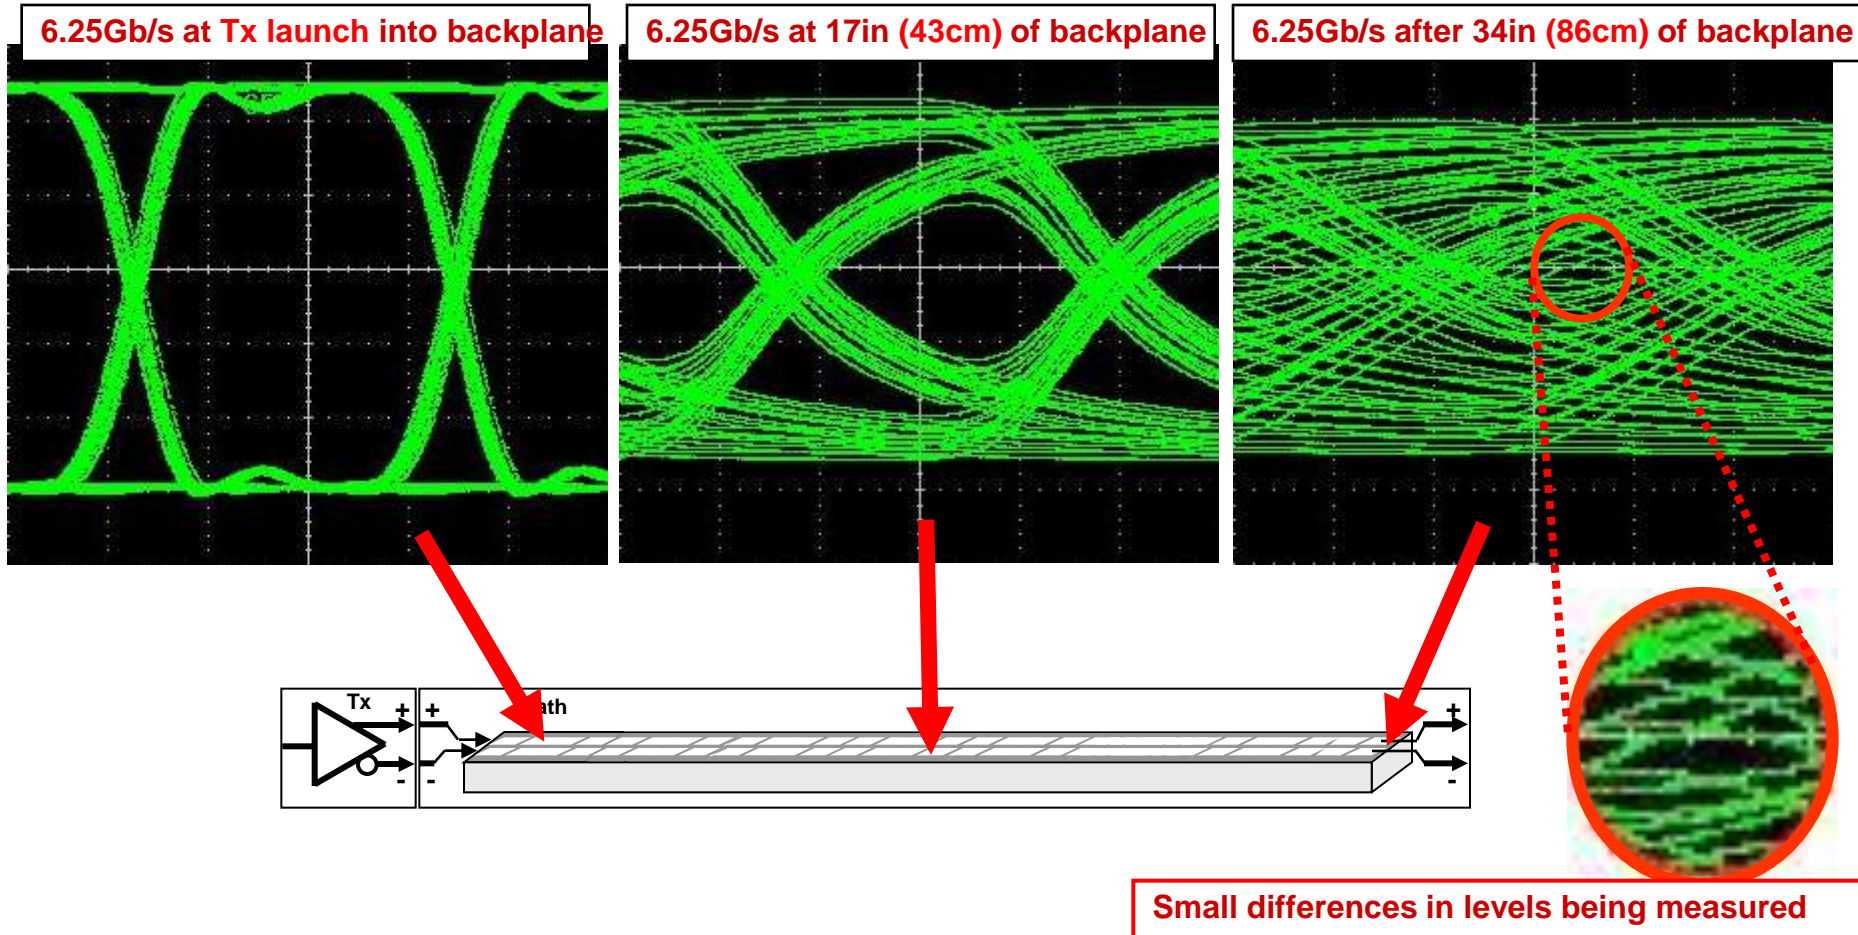 6.25Gb/s at Tx launch into backplane
6.25Gb/s at 17in (43cm) of backplane
6.25Gb/s after 34in (86cm) of backplane
Tx
+
+
ath
+
-
-
-
Small differences in levels being measured